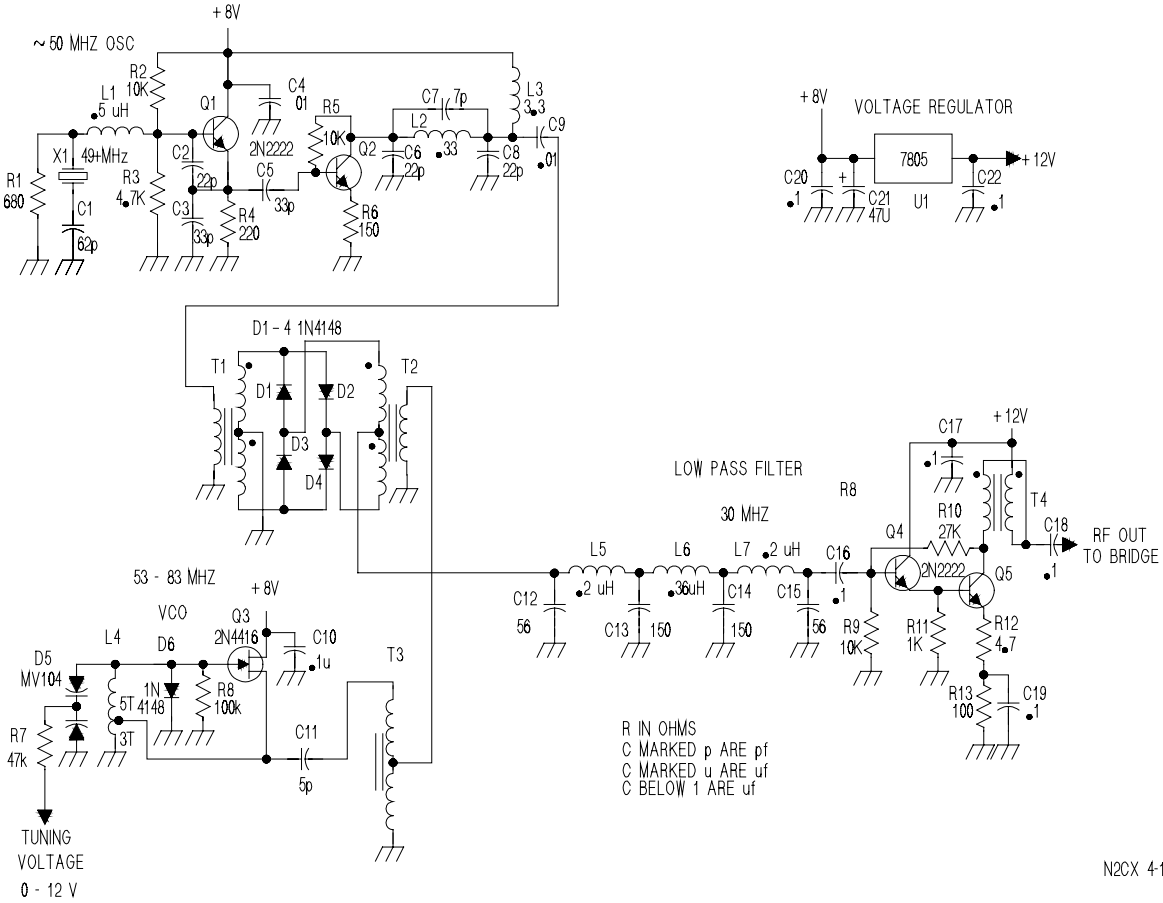 + 8V
~ 50 MHZ OSC
R2
10K
L1
.5 uH
Q1
C4
01
L3
3.3
C7 7p
C9
.01
R5
10K
L2
.33
2N2222
Q2
C6
22p
C8
22p
X1
49+MHz
C2
22p
C5
33p
R1
680
R3
4.7K
C1
62p
C3
33p
R4
220
R6
150
+ 8V
VOLTAGE REGULATOR
7805
+ 12V
C20
.1
+
C21
47U
U1
C22
.1
D1 - 4 1N4148
T1
T2
D1
D2
D3
D4
LOW PASS FILTER
30 MHZ
R8
+ 12V
C17
.1
T4
R10
27K
C18
.1
RF OUT
TO BRIDGE
Q4
2N2222
Q5
L5
.2 uH
L6
.36uH
L7 .2 uH
C16
.1
C12
56
C13
150
C14
150
C15
56
R9
10K
R11
1K
R12
4.7
R13
100
C19
.1
53 - 83 MHZ
VCO
+ 8V
Q3
2N4416
C10
.1u
T3
L4
D6
D5
MV104
1N
4148
R8
100k
5T
3T
R7
47k
C11
5p
TUNING
VOLTAGE
0 - 12 V
R IN OHMS
C MARKED p ARE pf
C MARKED u ARE uf
C BELOW 1 ARE uf
N2CX 4-1